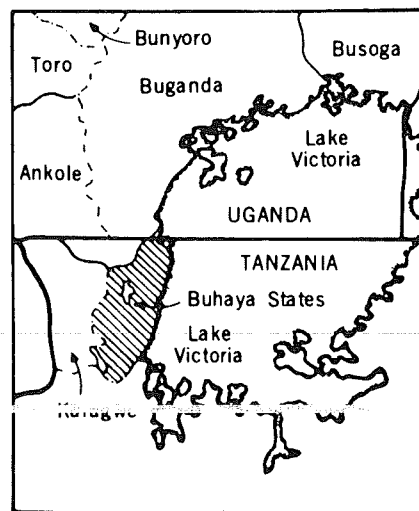 Bunyoro
Busoga
Toro
Buganda
Lake
Victoria
Ankole
UGANDA
TANZANIA
Buhaya States
Lake
Victoria